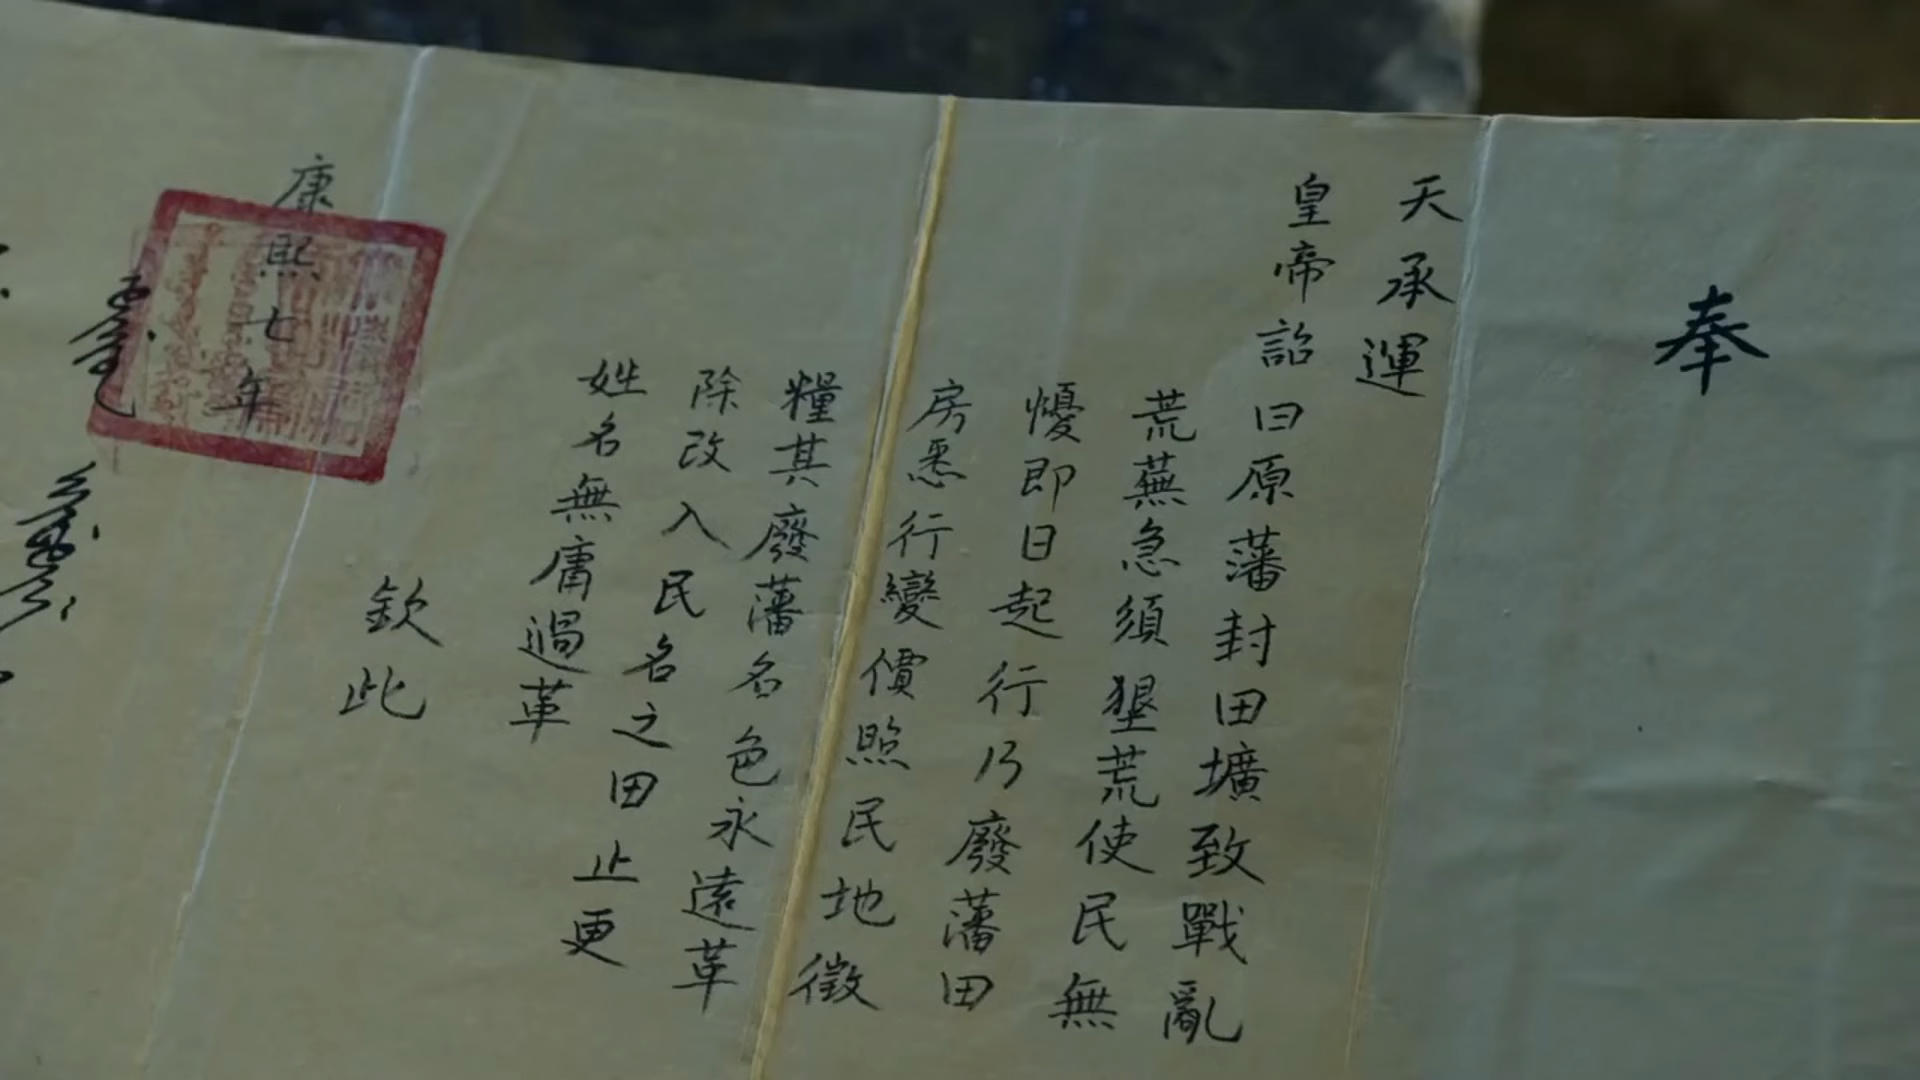 奉
天承運
皇帝詔曰原藩封田壙致戰亂
荒蕪急須墾荒使民無
懮即日起行乃廢藩田
房悉行變價照民地徵
糧其廢藩名色永遠革
除改入民名之田止更
姓名無庸過革
欽此
康熙七年